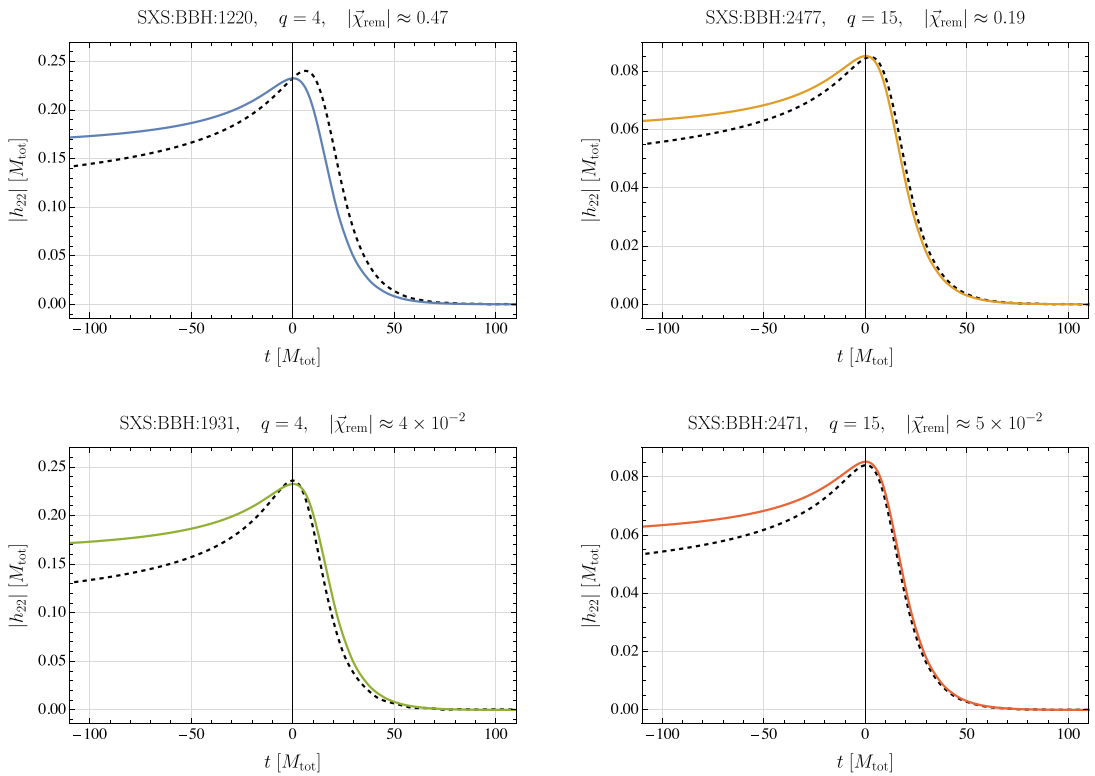 SXS:BBH:1220, q = 4, |χ⃗rem| ≈ 0.47
0.25
0.20
0.15
0.10
0.05
0.00
|h22| [Mtot]
−100 −50 0 50 100
t [Mtot]
SXS:BBH:2477, q = 15, |χ⃗rem| ≈ 0.19
0.08
0.06
0.04
0.02
0.00
|h22| [Mtot]
−100 −50 0 50 100
t [Mtot]
SXS:BBH:1931, q = 4, |χ⃗rem| ≈ 4 × 10⁻²
0.25
0.20
0.15
0.10
0.05
0.00
|h22| [Mtot]
−100 −50 0 50 100
t [Mtot]
SXS:BBH:2471, q = 15, |χ⃗rem| ≈ 5 × 10⁻²
0.08
0.06
0.04
0.02
0.00
|h22| [Mtot]
−100 −50 0 50 100
t [Mtot]